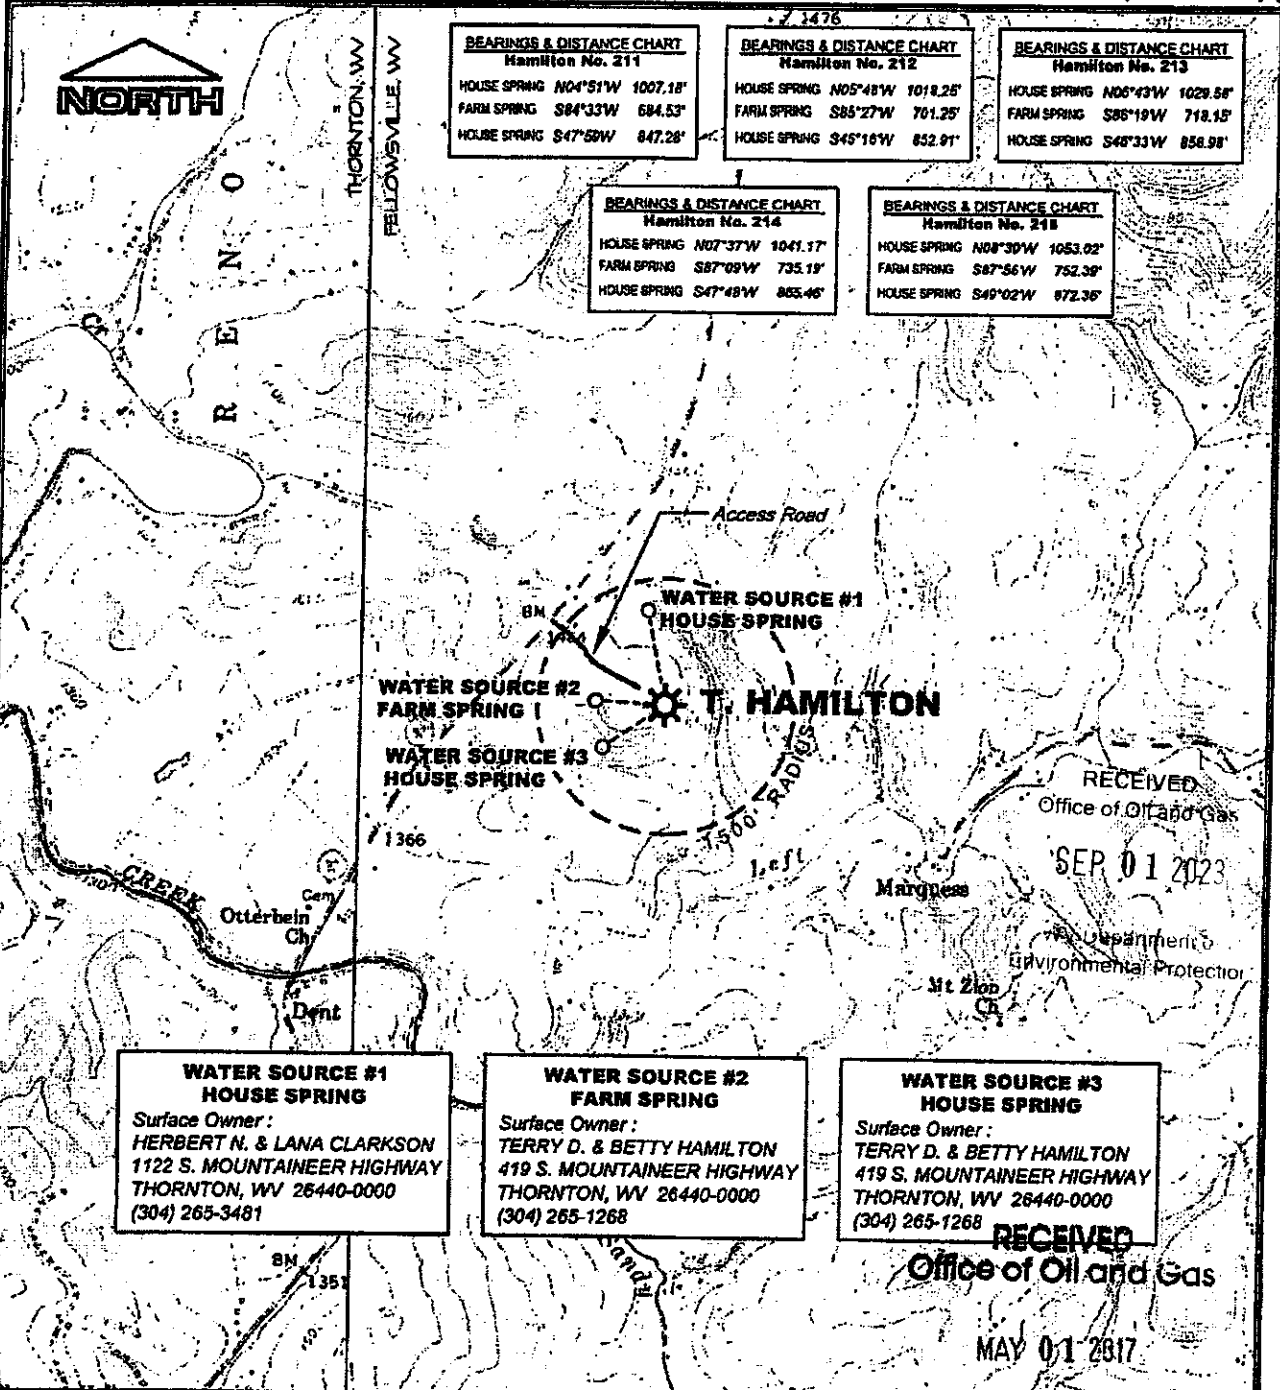 1476
NORTH
THORNTON, WV
FELLOWSVILLE, WV
BEARINGS & DISTANCE CHART
Hamilton No. 211
HOUSE SPRING N04°51'W 1007.18'
FARM SPRING S84°33'W 684.53'
HOUSE SPRING S47°59'W 847.28'
BEARINGS & DISTANCE CHART
Hamilton No. 212
HOUSE SPRING N05°48'W 1018.25'
FARM SPRING S85°27'W 701.25'
HOUSE SPRING S45°16'W 852.91'
BEARINGS & DISTANCE CHART
Hamilton No. 213
HOUSE SPRING N06°43'W 1029.58'
FARM SPRING S86°19'W 718.15'
HOUSE SPRING S46°33'W 858.98'
BEARINGS & DISTANCE CHART
Hamilton No. 214
HOUSE SPRING N07°37'W 1041.17'
FARM SPRING S87°09'W 735.19'
HOUSE SPRING S47°48'W 865.46'
BEARINGS & DISTANCE CHART
Hamilton No. 215
HOUSE SPRING N08°30'W 1053.02'
FARM SPRING S87°56'W 752.39'
HOUSE SPRING S49°02'W 872.36'
R E N O
Cr
Access Road
BM
WATER SOURCE #1
HOUSE SPRING
WATER SOURCE #2
FARM SPRING
T. HAMILTON
WATER SOURCE #3
HOUSE SPRING
1,500' RADIUS
1360
1366
Left
RECEIVED
Office of Oil and Gas
SEP 01 2023
WV Department of
Environmental Protection
CREEK
Cem
Otterbein
Ch
Dent
Marquess
Mt Zion
Ch
WATER SOURCE #1
HOUSE SPRING
Surface Owner :
HERBERT N. & LANA CLARKSON
1122 S. MOUNTAINEER HIGHWAY
THORNTON, WV 26440-0000
(304) 265-3481
WATER SOURCE #2
FARM SPRING
Surface Owner :
TERRY D. & BETTY HAMILTON
419 S. MOUNTAINEER HIGHWAY
THORNTON, WV 26440-0000
(304) 265-1268
WATER SOURCE #3
HOUSE SPRING
Surface Owner :
TERRY D. & BETTY HAMILTON
419 S. MOUNTAINEER HIGHWAY
THORNTON, WV 26440-0000
(304) 265-1268
BM
1351
Sandy
RECEIVED
Office of Oil and Gas
MAY 01 2017